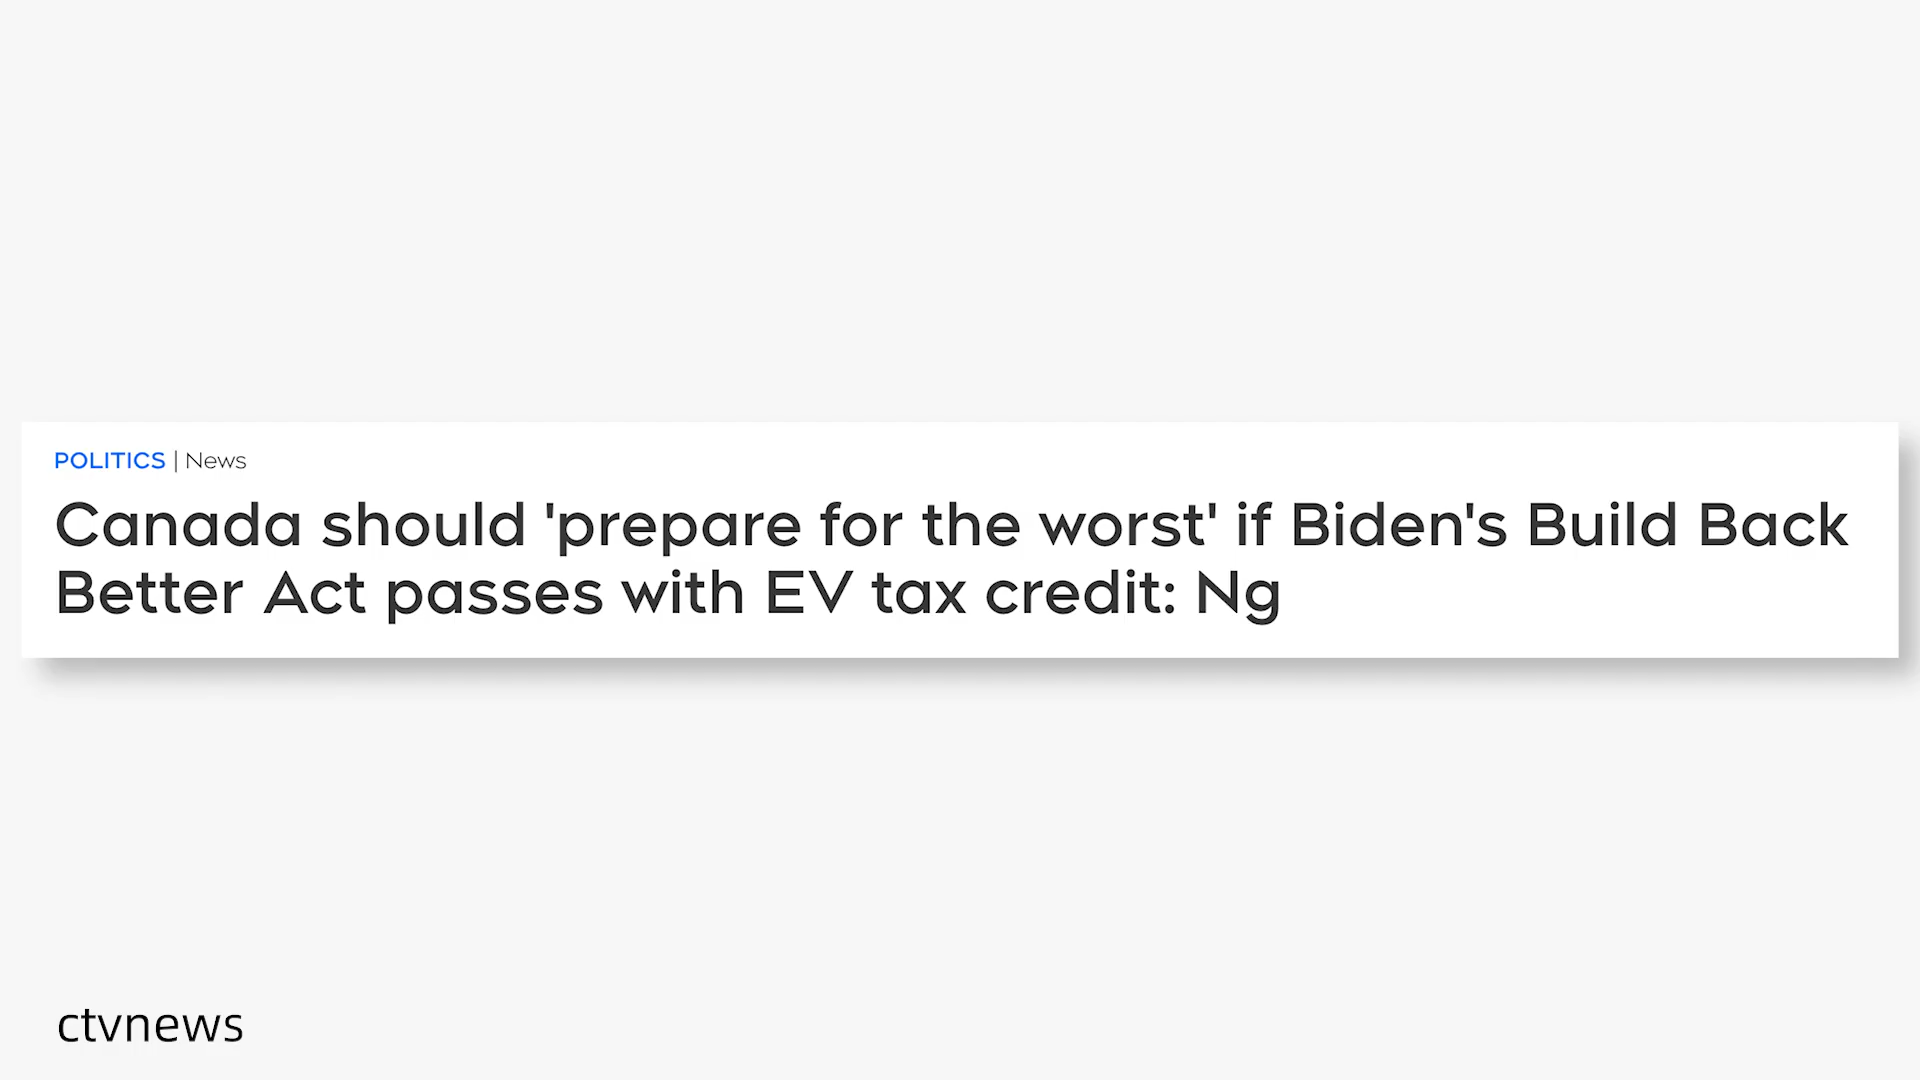 POLITICS | News
Canada should 'prepare for the worst' if Biden's Build Back
Better Act passes with EV tax credit: Ng
ctvnews